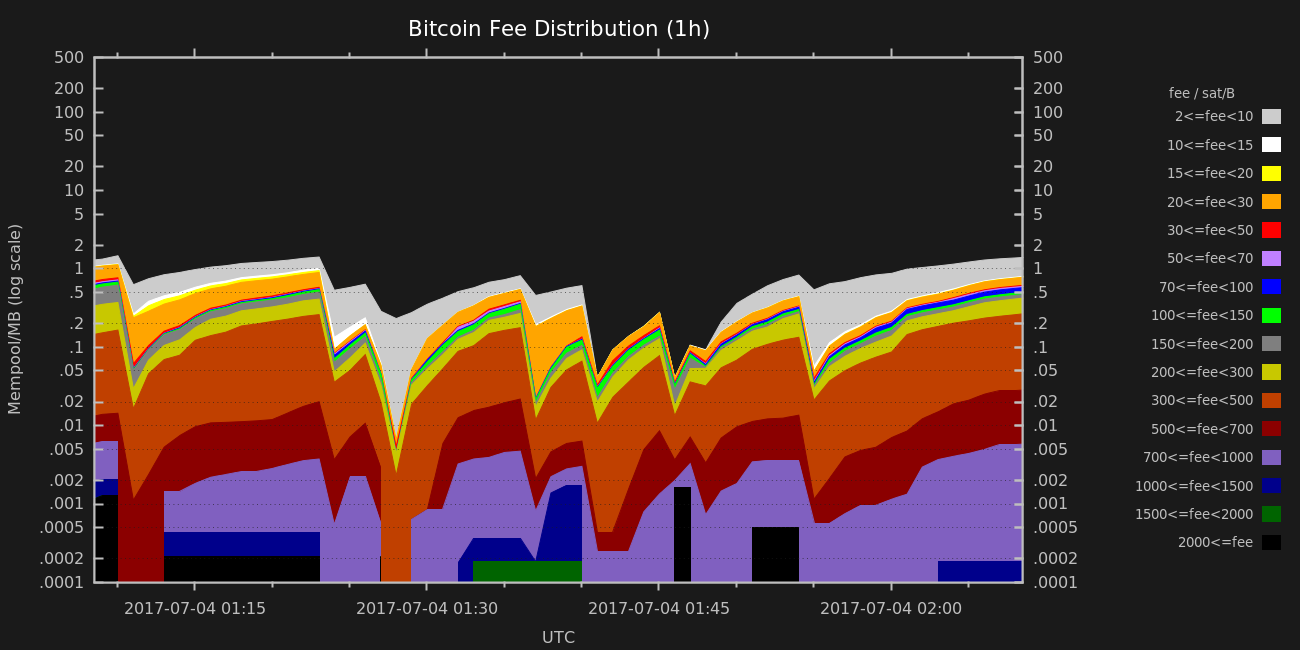 Bitcoin Fee Distribution (1h)
500
200
100
50
20
10
5
2
1
.5
.2
.1
.05
.02
.01
.005
.002
.001
.0005
.0002
.0001
Mempool/MB (log scale)
500
200
100
50
20
10
5
2
1
.5
.2
.1
.05
.02
.01
.005
.002
.001
.0005
.0002
.0001
2017-07-04 01:15
2017-07-04 01:30
2017-07-04 01:45
2017-07-04 02:00
UTC
fee / sat/B
2<=fee<10
10<=fee<15
15<=fee<20
20<=fee<30
30<=fee<50
50<=fee<70
70<=fee<100
100<=fee<150
150<=fee<200
200<=fee<300
300<=fee<500
500<=fee<700
700<=fee<1000
1000<=fee<1500
1500<=fee<2000
2000<=fee